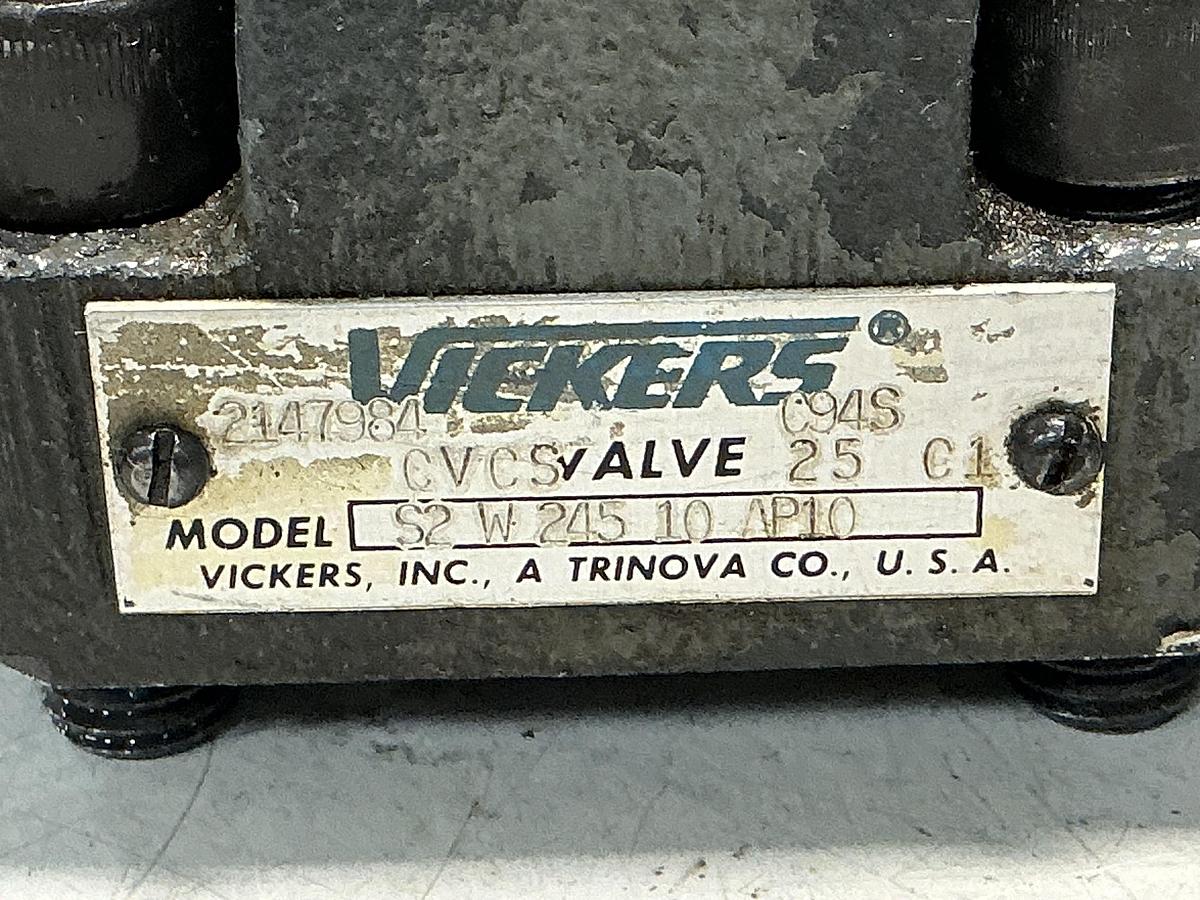 VICKERS®
2147984 C94S
CVCS VALVE 25 C1
MODEL S2 W 245 10 AP10
VICKERS, INC., A TRINOVA CO., U.S.A.